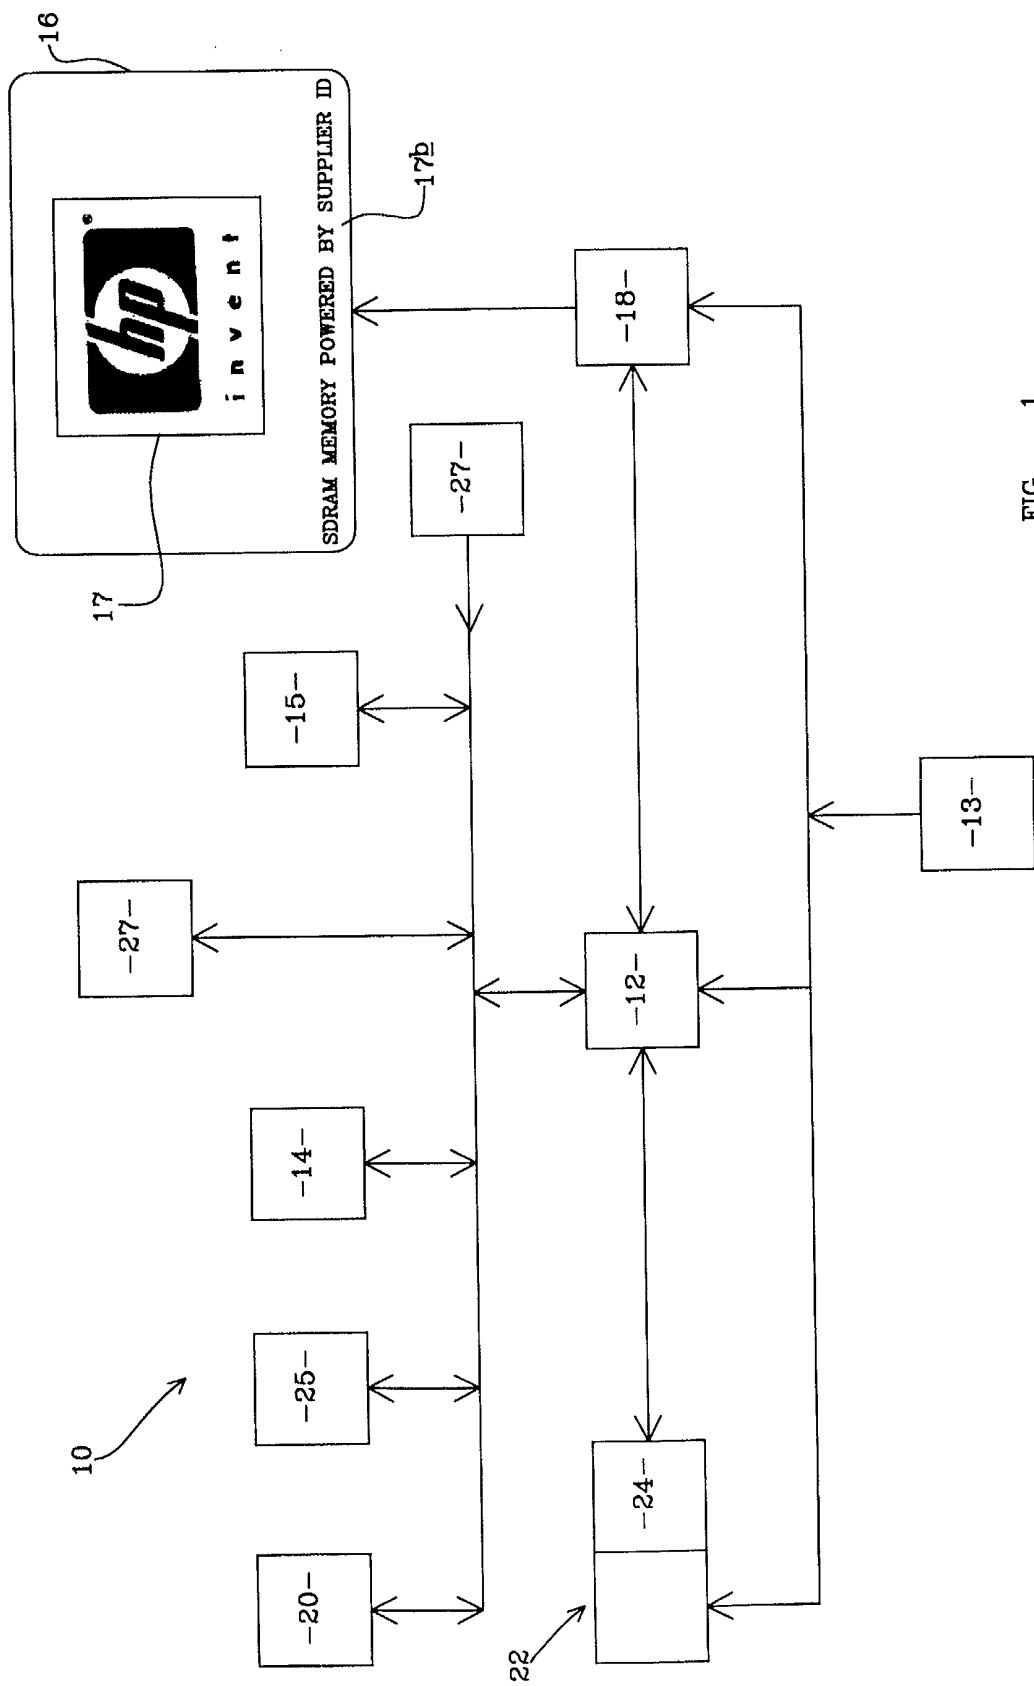 16
hp®
invent
SDRAM MEMORY POWERED BY SUPPLIER ID
17b
17
-18-
-27-
-15-
-27-
-12-
-13-
-14-
10
-25-
-24-
-20-
22
FIG. 1